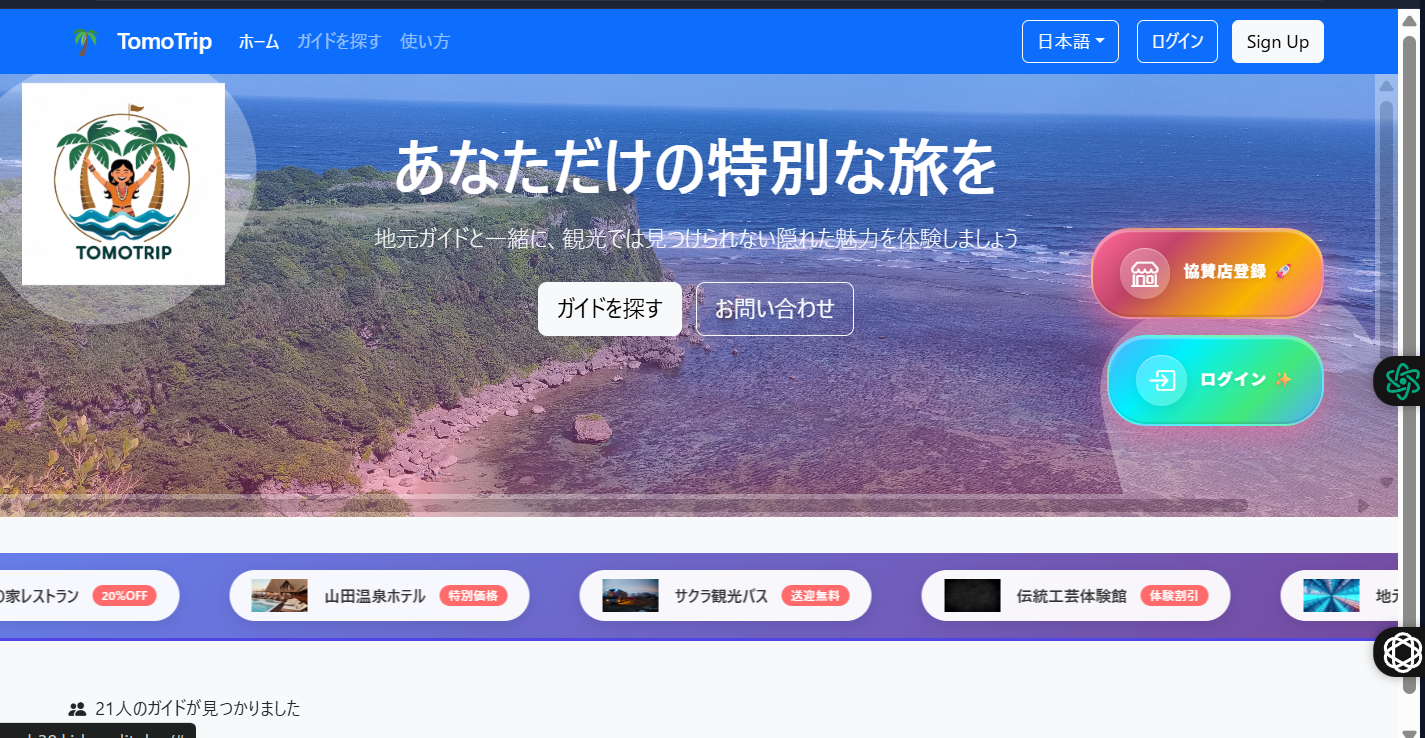 TomoTrip ホーム ガイドを探す 使い方 日本語 ログイン Sign Up
TOMOTRIP
あなただけの特別な旅を
地元ガイドと一緒に、観光では見つけられない隠れた魅力を体験しましょう
ガイドを探す お問い合わせ
協賛店登録 🚀
ログイン ✨
の家レストラン 20%OFF 山田温泉ホテル 特別価格 サクラ観光バス 送迎無料 伝統工芸体験館 体験割引 地元
21人のガイドが見つかりました